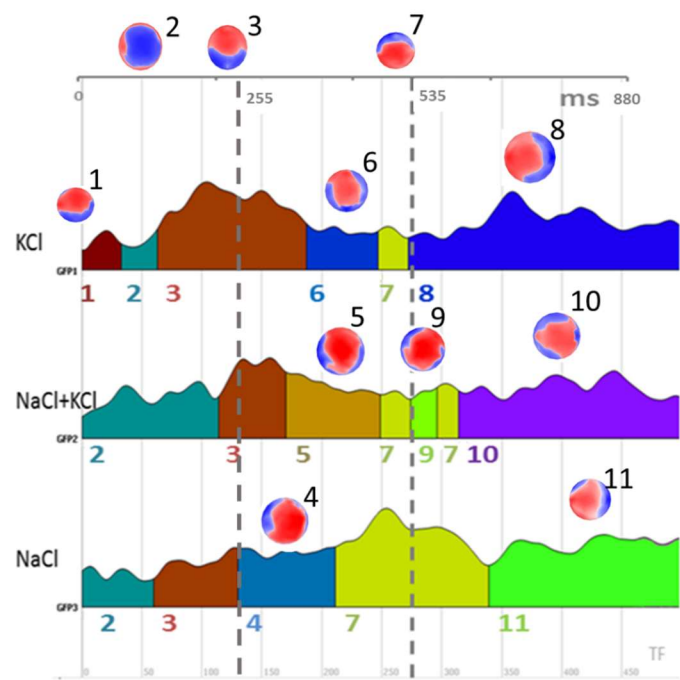 2 3 7
0 255 535 ms 880
1 6 8
KCl
GFP1
1 2 3 6 7 8
5 9 10
NaCl+KCl
GFP2
2 3 5 7 9 7 10
4 11
NaCl
GFP3
2 3 4 7 11
TF
0 50 100 150 200 250 300 350 400 450